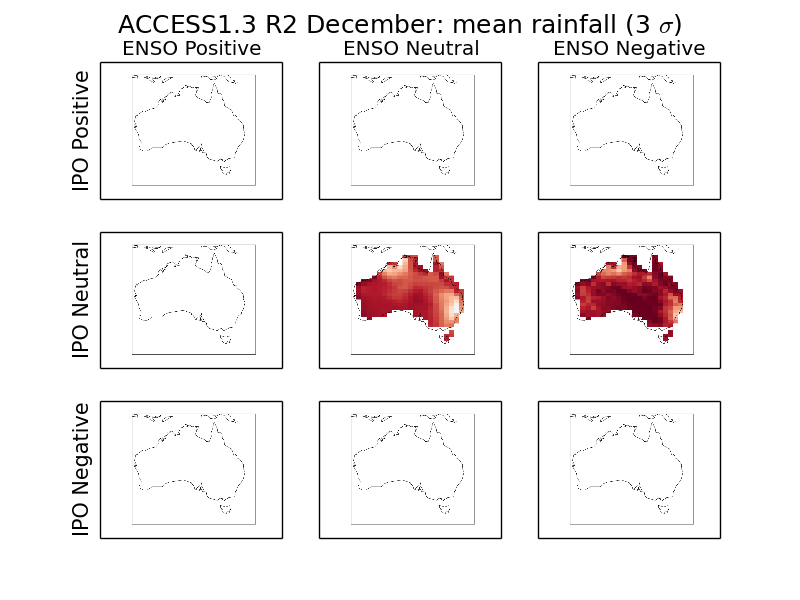 ACCESS1.3 R2 December: mean rainfall (3 σ)
ENSO Positive
ENSO Neutral
ENSO Negative
IPO Positive
IPO Neutral
IPO Negative